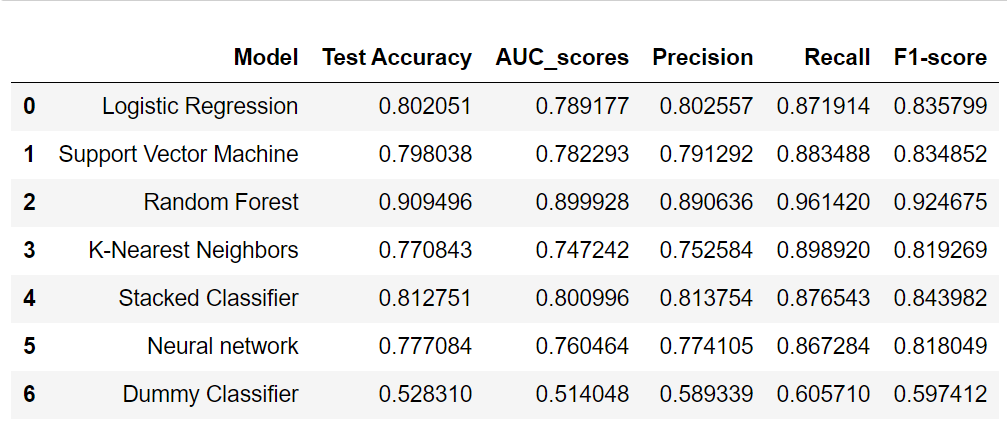 Model Test Accuracy AUC_scores Precision Recall F1-score
0 Logistic Regression 0.802051 0.789177 0.802557 0.871914 0.835799
1 Support Vector Machine 0.798038 0.782293 0.791292 0.883488 0.834852
2 Random Forest 0.909496 0.899928 0.890636 0.961420 0.924675
3 K-Nearest Neighbors 0.770843 0.747242 0.752584 0.898920 0.819269
4 Stacked Classifier 0.812751 0.800996 0.813754 0.876543 0.843982
5 Neural network 0.777084 0.760464 0.774105 0.867284 0.818049
6 Dummy Classifier 0.528310 0.514048 0.589339 0.605710 0.597412